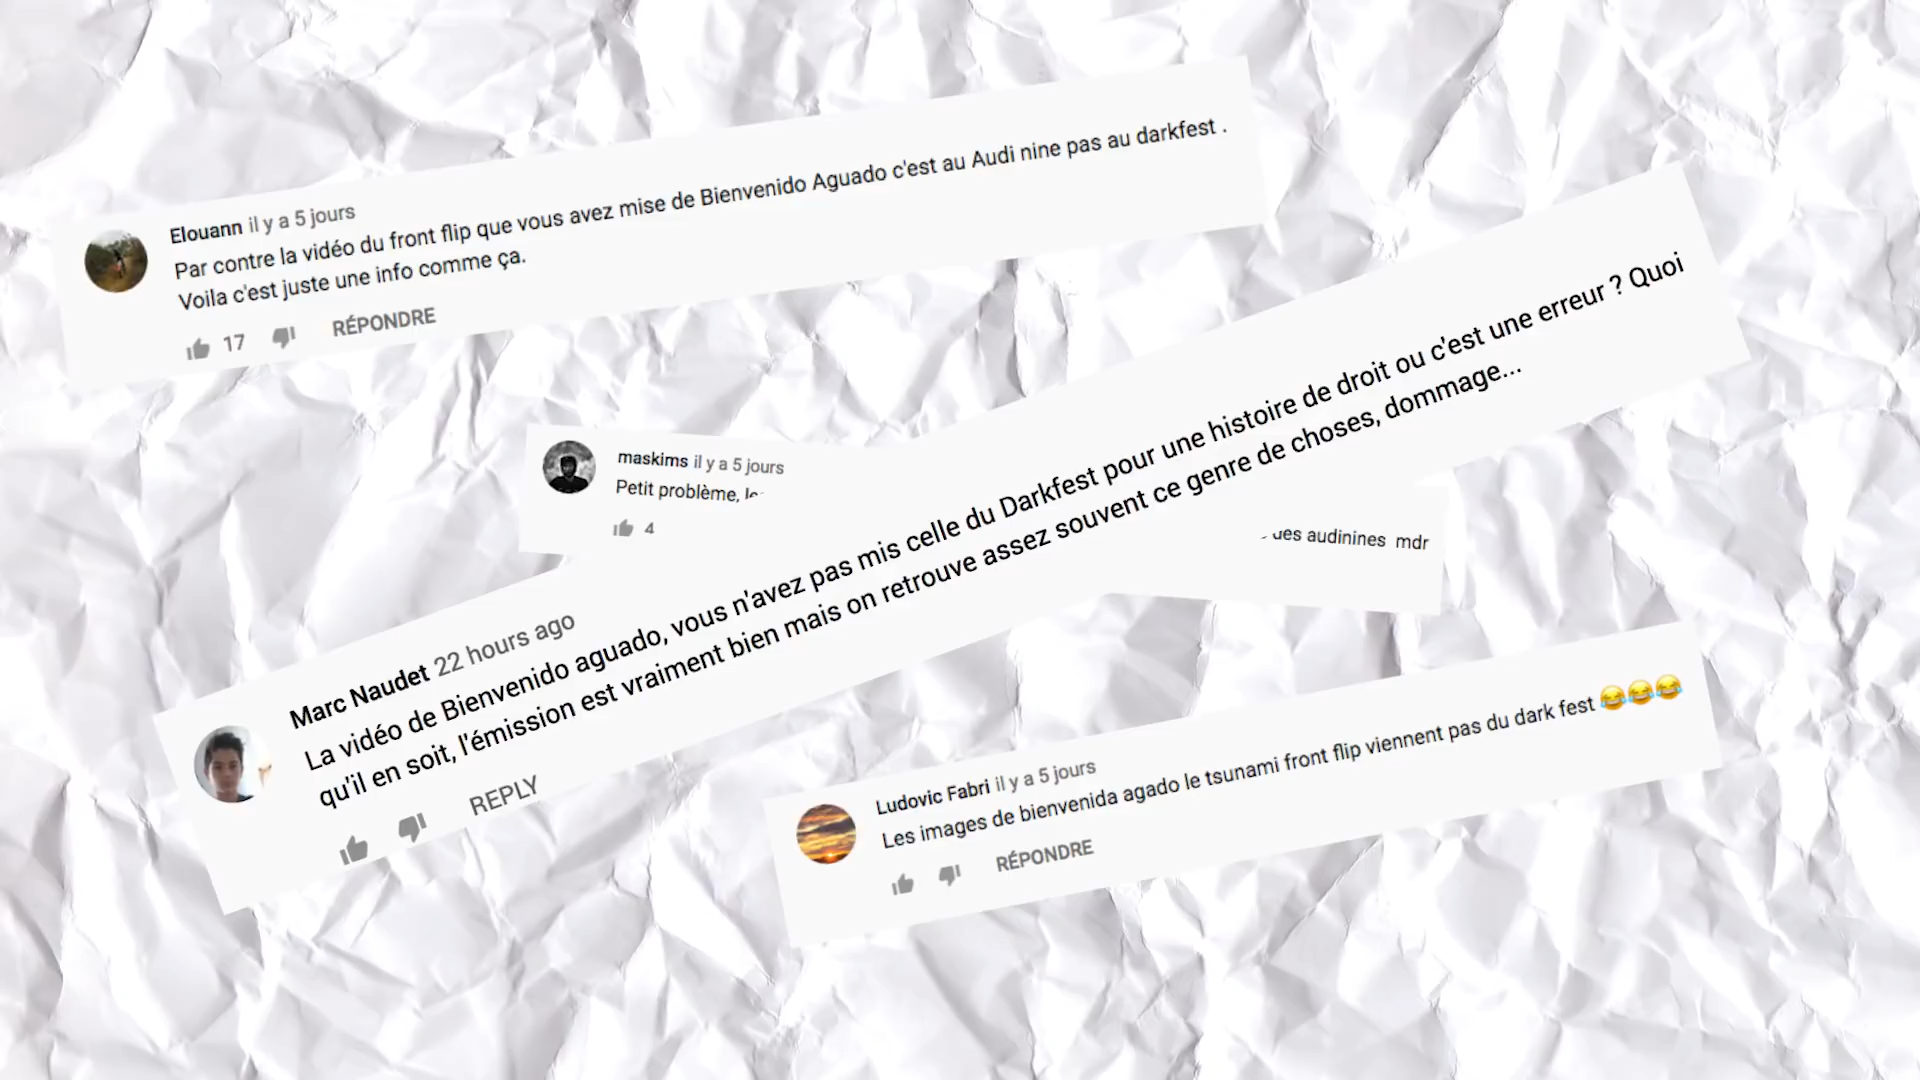 Elouann il y a 5 jours
Par contre la vidéo du front flip que vous avez mise de Bienvenido Aguado c'est au Audi nine pas au darkfest .
Voila c'est juste une info comme ça.
17 RÉPONDRE
maskims il y a 5 jours
Petit problème,
des audinines mdr
4
Marc Naudet 22 hours ago
La vidéo de Bienvenido aguado, vous n'avez pas mis celle du Darkfest pour une histoire de droit ou c'est une erreur ? Quoi
qu'il en soit, l'émission est vraiment bien mais on retrouve assez souvent ce genre de choses, dommage...
REPLY
Ludovic Fabri il y a 5 jours
Les images de bienvenida agado le tsunami front flip viennent pas du dark fest 😂😂😂
RÉPONDRE